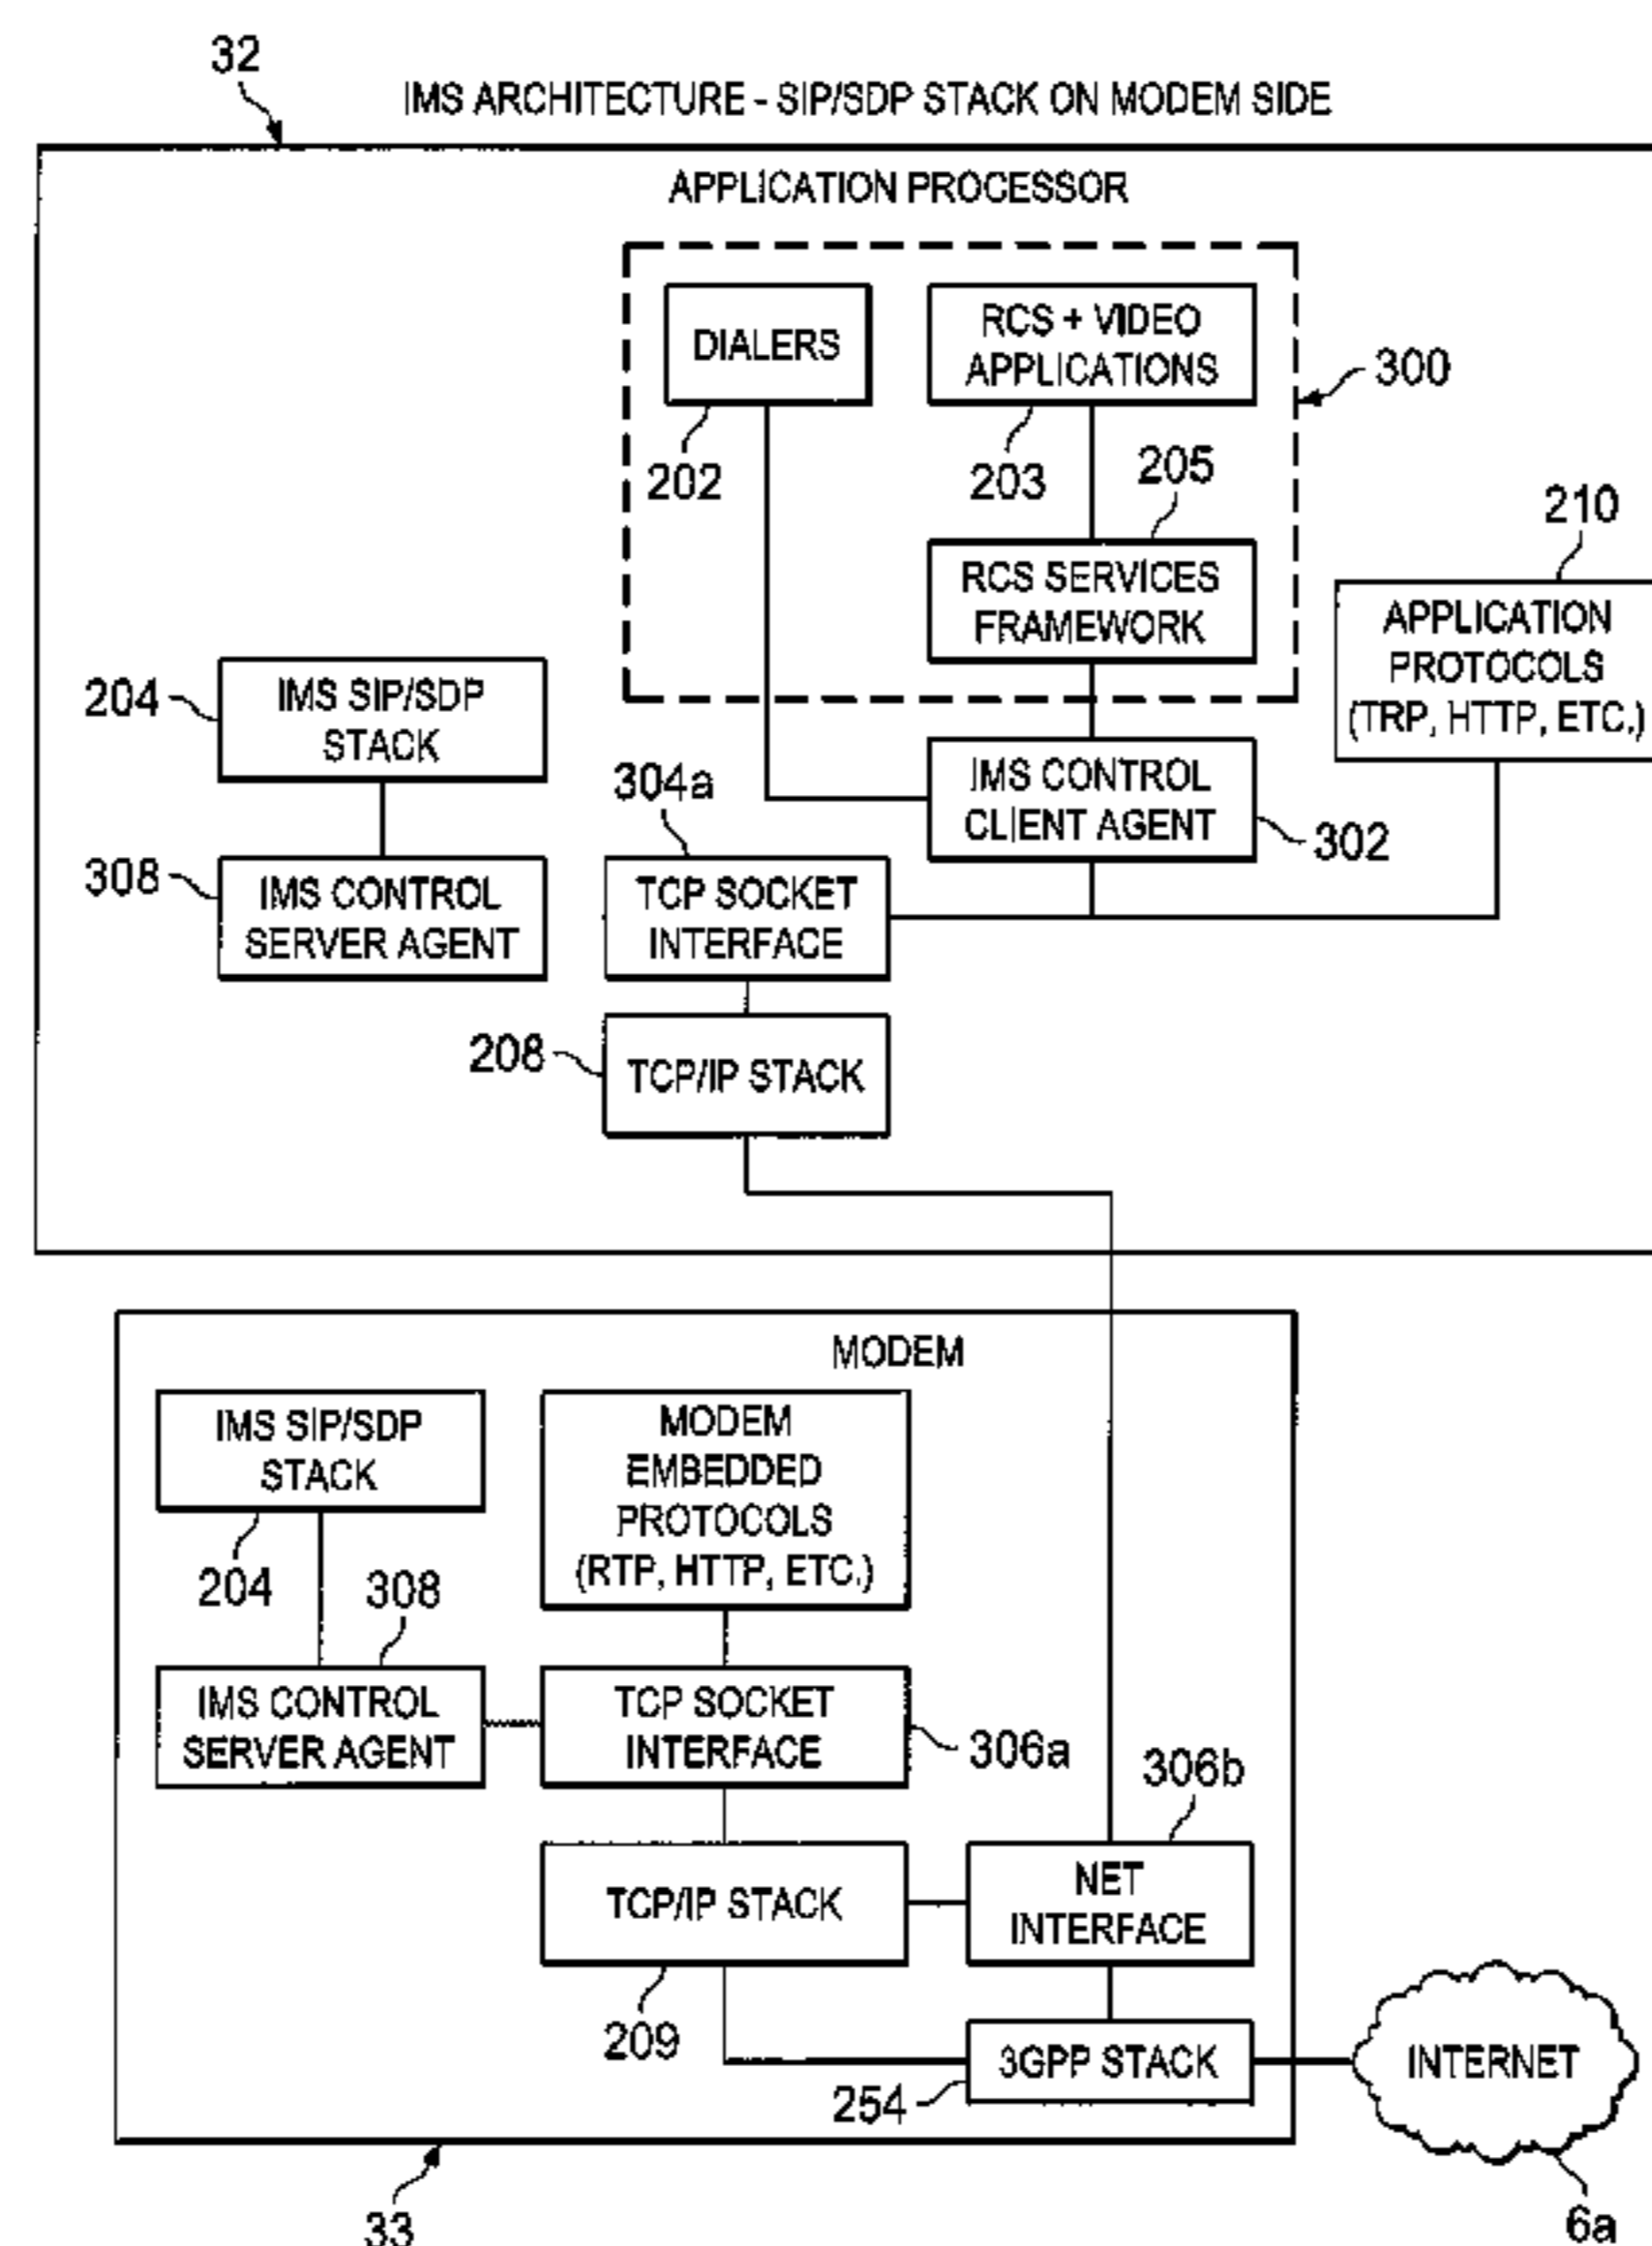 32
IMS ARCHITECTURE - SIP/SDP STACK ON MODEM SIDE
APPLICATION PROCESSOR
DIALERS
RCS + VIDEO
APPLICATIONS
300
202
203
205
210
RCS SERVICES
FRAMEWORK
APPLICATION
PROTOCOLS
(TRP, HTTP, ETC.)
204
IMS SIP/SDP
STACK
304a
IMS CONTROL
CLIENT AGENT
302
308
IMS CONTROL
SERVER AGENT
TCP SOCKET
INTERFACE
208
TCP/IP STACK
MODEM
IMS SIP/SDP
STACK
MODEM
EMBEDDED
PROTOCOLS
(RTP, HTTP, ETC.)
204
308
IMS CONTROL
SERVER AGENT
TCP SOCKET
INTERFACE
306a
306b
TCP/IP STACK
NET
INTERFACE
209
3GPP STACK
254
INTERNET
33
6a